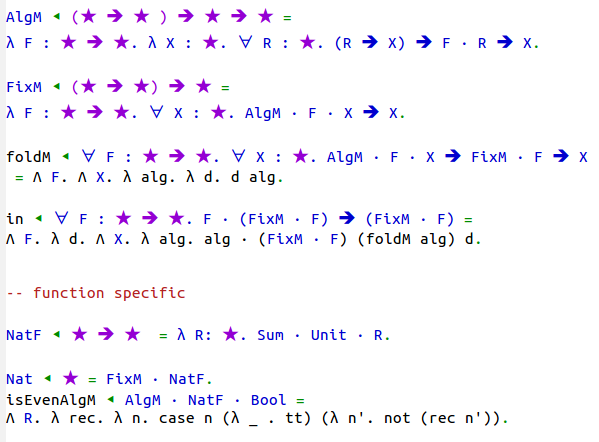 AlgM ◂ (★ ➔ ★ ) ➔ ★ ➔ ★ =
λ F : ★ ➔ ★. λ X : ★. ∀ R : ★. (R ➔ X) ➔ F · R ➔ X.
FixM ◂ (★ ➔ ★) ➔ ★ =
λ F : ★ ➔ ★. ∀ X : ★. AlgM · F · X ➔ X.
foldM ◂ ∀ F : ★ ➔ ★. ∀ X : ★. AlgM · F · X ➔ FixM · F ➔ X
= Λ F. Λ X. λ alg. λ d. d alg.
in ◂ ∀ F : ★ ➔ ★. F · (FixM · F) ➔ (FixM · F) =
Λ F. λ d. Λ X. λ alg. alg · (FixM · F) (foldM alg) d.
-- function specific
NatF ◂ ★ ➔ ★ = λ R: ★. Sum · Unit · R.
Nat ◂ ★ = FixM · NatF.
isEvenAlgM ◂ AlgM · NatF · Bool =
Λ R. λ rec. λ n. case n (λ _ . tt) (λ n'. not (rec n')).